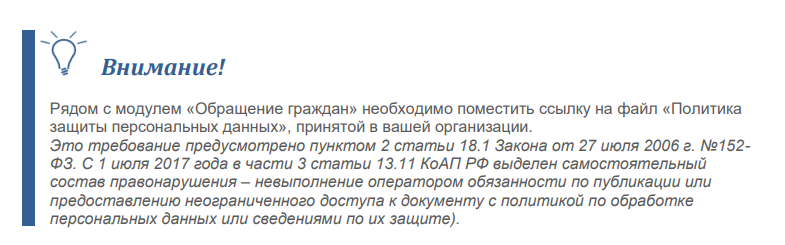 Внимание!
Рядом с модулем «Обращение граждан» необходимо поместить ссылку на файл «Политика
защиты персональных данных», принятой в вашей организации.
Это требование предусмотрено пунктом 2 статьи 18.1 Закона от 27 июля 2006 г. №152-
ФЗ. С 1 июля 2017 года в части 3 статьи 13.11 КоАП РФ выделен самостоятельный
состав правонарушения – невыполнение оператором обязанности по публикации или
предоставлению неограниченного доступа к документу с политикой по обработке
персональных данных или сведениями по их защите).